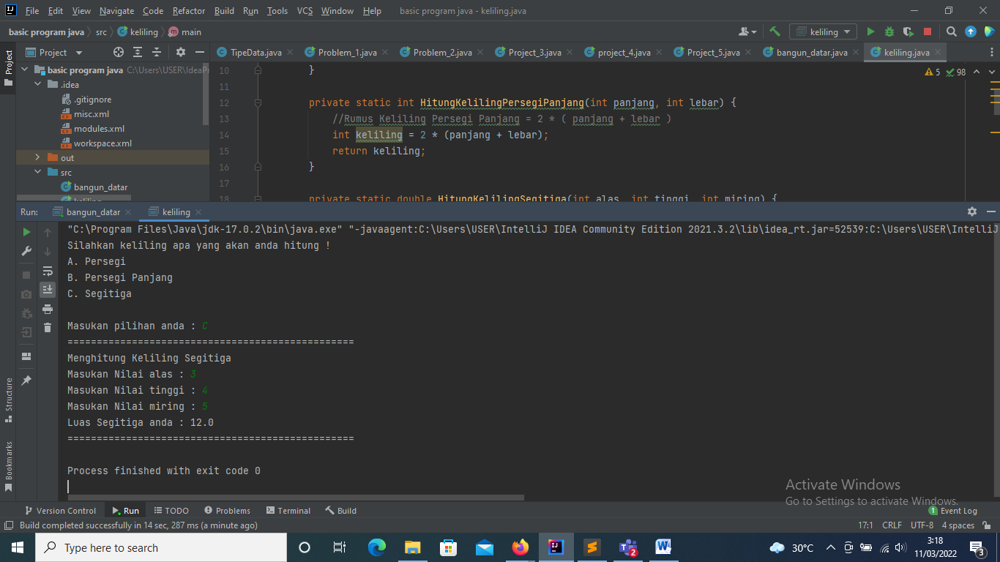 File Edit View Navigate Code Refactor Build Run Tools VCS Window Help basic program java - keliling.java
basic program java src keliling main keliling
Project TipeData.java Problem_1.java Problem_2.java Project_3.java project_4.java Project_5.java bangun_datar.java keliling.java
Project
basic program java C:\Users\USER\IdeaPr
.idea
.gitignore
misc.xml
modules.xml
workspace.xml
out
src
bangun_datar
keliling
5 98
10 }
11
12 private static int HitungKelilingPersegiPanjang(int panjang, int lebar) {
13 //Rumus Keliling Persegi Panjang = 2 * ( panjang + lebar )
14 int keliling = 2 * (panjang + lebar);
15 return keliling;
16 }
17
18 private static double HitungKelilingSegitiga(int alas, int tinggi, int miring) {
Run: bangun_datar keliling
"C:\Program Files\Java\jdk-17.0.2\bin\java.exe" "-javaagent:C:\Users\USER\IntelliJ IDEA Community Edition 2021.3.2\lib\idea_rt.jar=52539:C:\Users\USER\IntelliJ
Silahkan keliling apa yang akan anda hitung !
A. Persegi
B. Persegi Panjang
C. Segitiga
Masukan pilihan anda : C
=================================================
Menghitung Keliling Segitiga
Masukan Nilai alas : 3
Masukan Nilai tinggi : 4
Masukan Nilai miring : 5
Luas Segitiga anda : 12.0
=================================================
Process finished with exit code 0
Structure
Bookmarks
Activate Windows
Go to Settings to activate Windows.
Version Control Run TODO Problems Terminal Build 1 Event Log
Build completed successfully in 14 sec, 287 ms (a minute ago) 17:1 CRLF UTF-8 4 spaces
Type here to search 2 30°C 3:18
11/03/2022 3